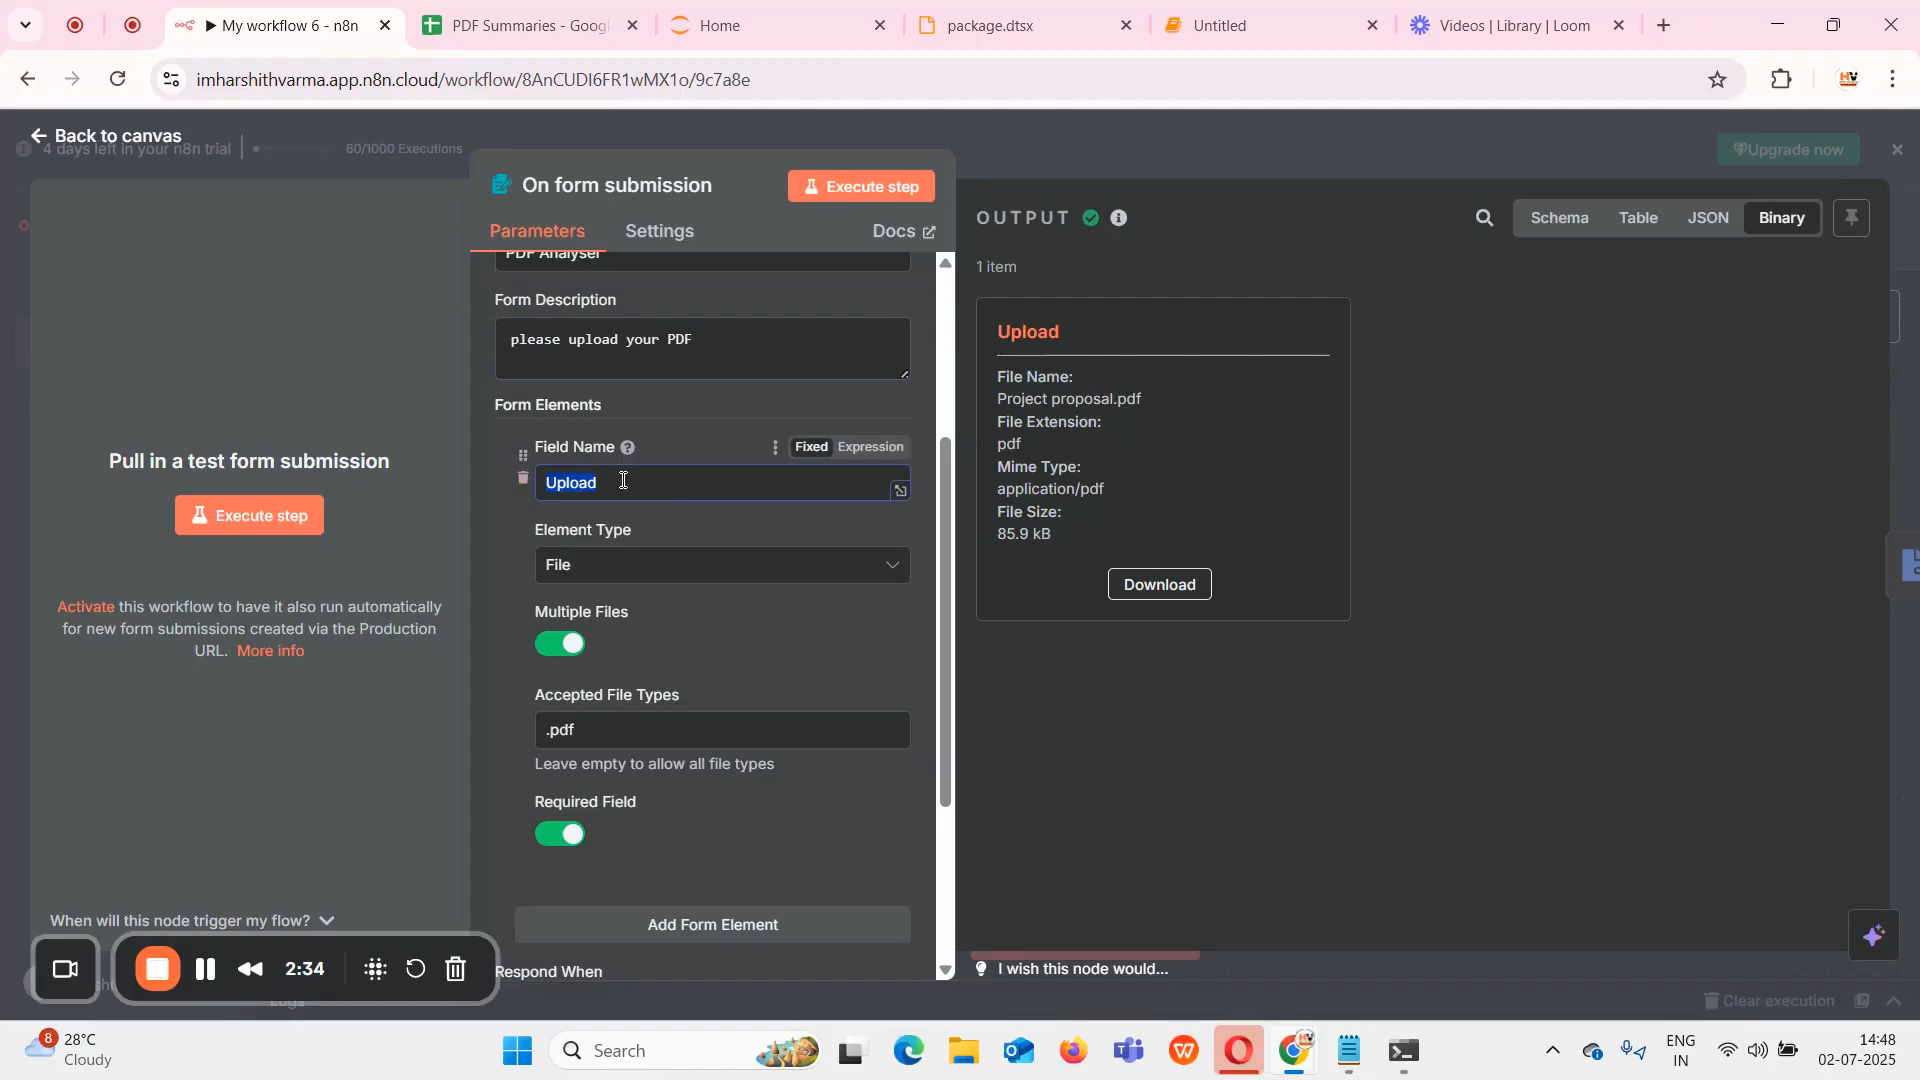 My workflow 6 - n8n
PDF Summaries - Googl
Home
package.dtsx
Untitled
Videos | Library | Loom
imharshithvarma.app.n8n.cloud/workflow/8AnCUDI6FR1wMX1o/9c7a8e
Back to canvas
4 days left in your n8n trial
60/1000 Executions
Upgrade now
On form submission
Execute step
Parameters
Settings
Docs
PDF Analyser
Form Description
please upload your PDF
Form Elements
Field Name
Fixed
Expression
Upload
Element Type
File
Multiple Files
Accepted File Types
.pdf
Leave empty to allow all file types
Required Field
Add Form Element
Respond When
Pull in a test form submission
Execute step
Activate this workflow to have it also run automatically
for new form submissions created via the Production
URL. More info
When will this node trigger my flow?
OUTPUT
Schema
Table
JSON
Binary
1 item
Upload
File Name:
Project proposal.pdf
File Extension:
pdf
Mime Type:
application/pdf
File Size:
85.9 kB
Download
I wish this node would...
Clear execution
2:34
Logs
8
28°C
Cloudy
Search
ENG
IN
14:48
02-07-2025